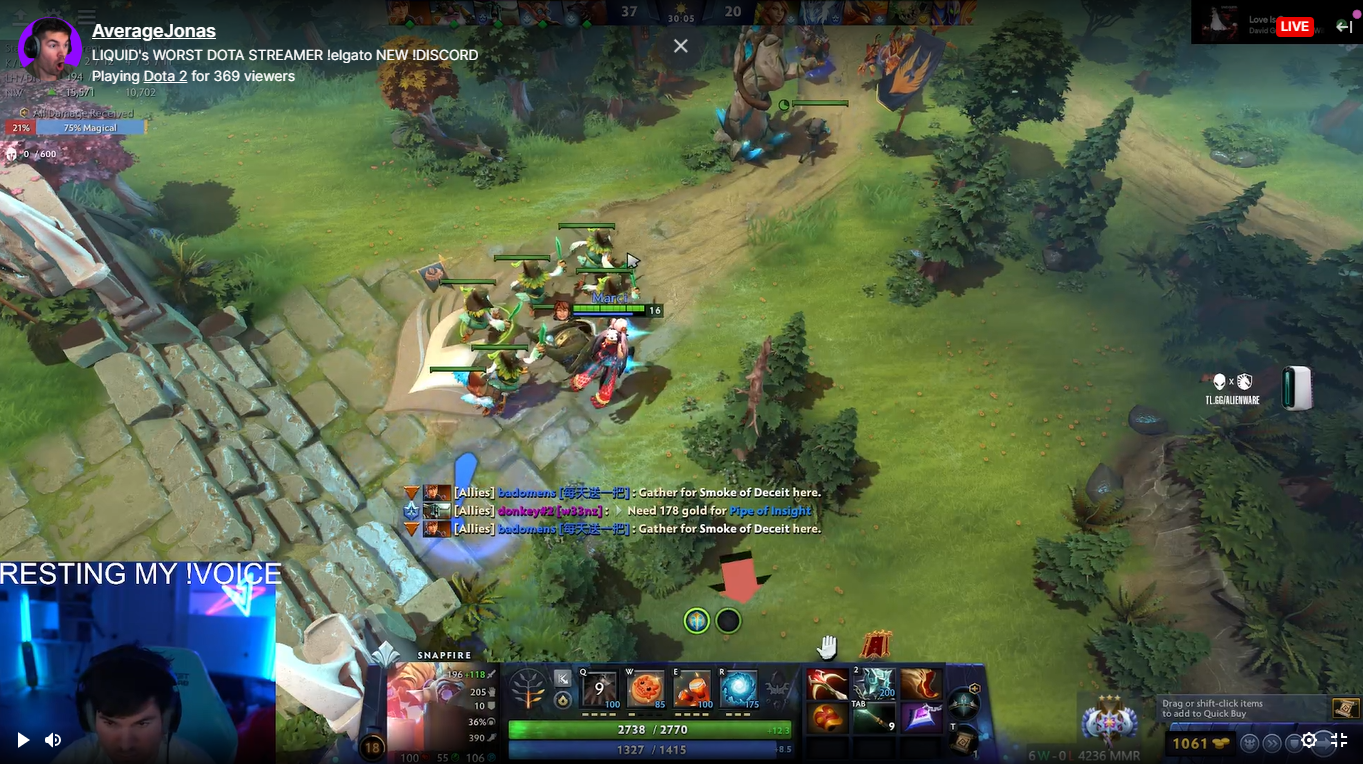 AverageJonas
LIQUID's WORST DOTA STREAMER !elgato NEW !DISCORD
Playing Dota 2 for 369 viewers
37
30:05
20
Love Is
LIVE
194
15,571
10,702
All Damage Received
21%
75% Magical
0 / 600
Marci
16
TL.GG/ALIENWARE
[Allies] badomens [每天送一把] : Gather for Smoke of Deceit here.
[Allies] donkey#2 [w33nz] : Need 178 gold for Pipe of Insight
[Allies] badomens [每天送一把] : Gather for Smoke of Deceit here.
RESTING MY !VOICE
SNAPFIRE
196 +118
205
10
36%
390
18
100 55 106
K
Q 9 100
W 85
E 100
R 175
2738 / 2770 +12.3
1327 / 1415 +8.5
2 200
TAB 9
T
1
6 W - 0 L 4236 MMR
Drag or shift-click items
to add to Quick Buy
1061